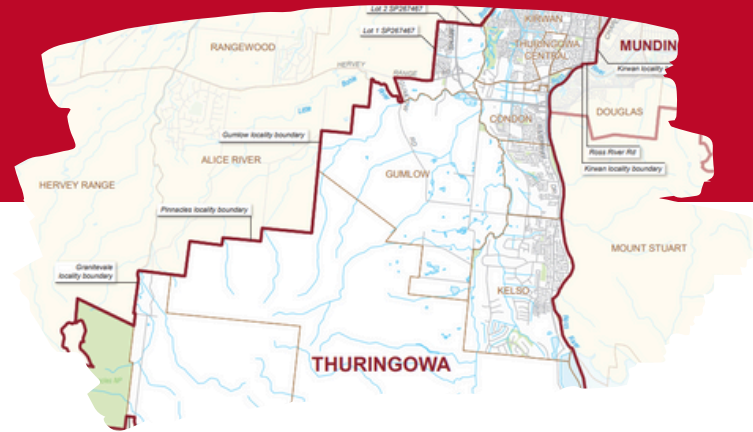 Lot 2 SP267467
KIRWAN
Lot 1 SP267467
THURINGOWA
CENTRAL
MUNDIN
RANGEWOOD
HERVEY
RANGE
Kirwan locality
Little
CONDON
DOUGLAS
Gumlow locality boundary
RD
Ross River Rd
ALICE RIVER
Kirwan locality boundary
GUMLOW
HERVEY RANGE
Pinnacles locality boundary
MOUNT STUART
Granitevale
locality boundary
KELSO
THURINGOWA